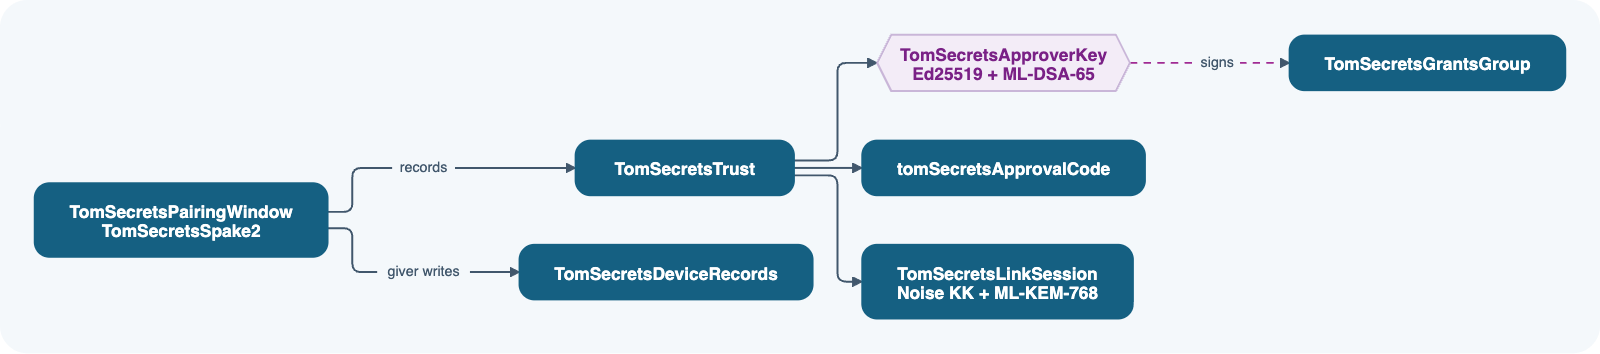 TomSecretsApproverKey
Ed25519 + ML-DSA-65
signs
TomSecretsGrantsGroup
records
TomSecretsTrust
tomSecretsApprovalCode
TomSecretsPairingWindow
TomSecretsSpake2
giver writes
TomSecretsDeviceRecords
TomSecretsLinkSession
Noise KK + ML-KEM-768